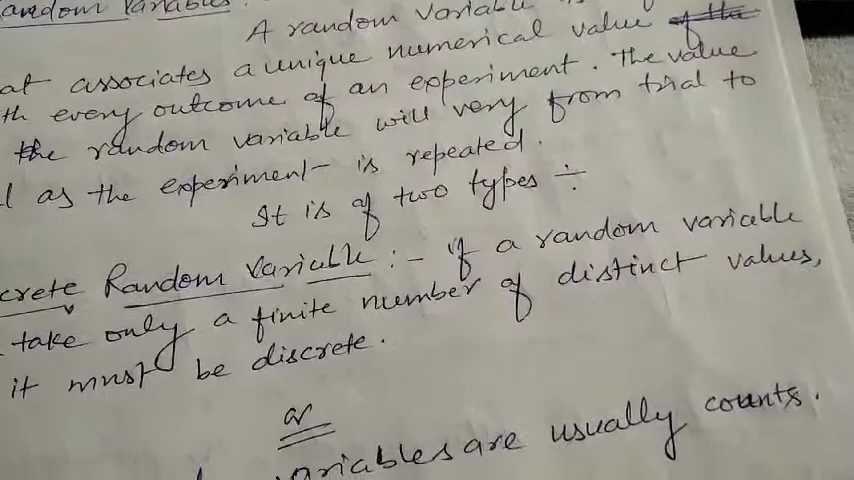 andom Variables.
A random variable
at associates a unique numerical value of the
th every outcome of an experiment. The value
the random variable will very from trial to
l as the experiment is repeated.
It is of two types ÷
crete Random Variable :- if a random variable
take only a finite number of distinct values,
it must be discrete.
or
variables are usually counts.